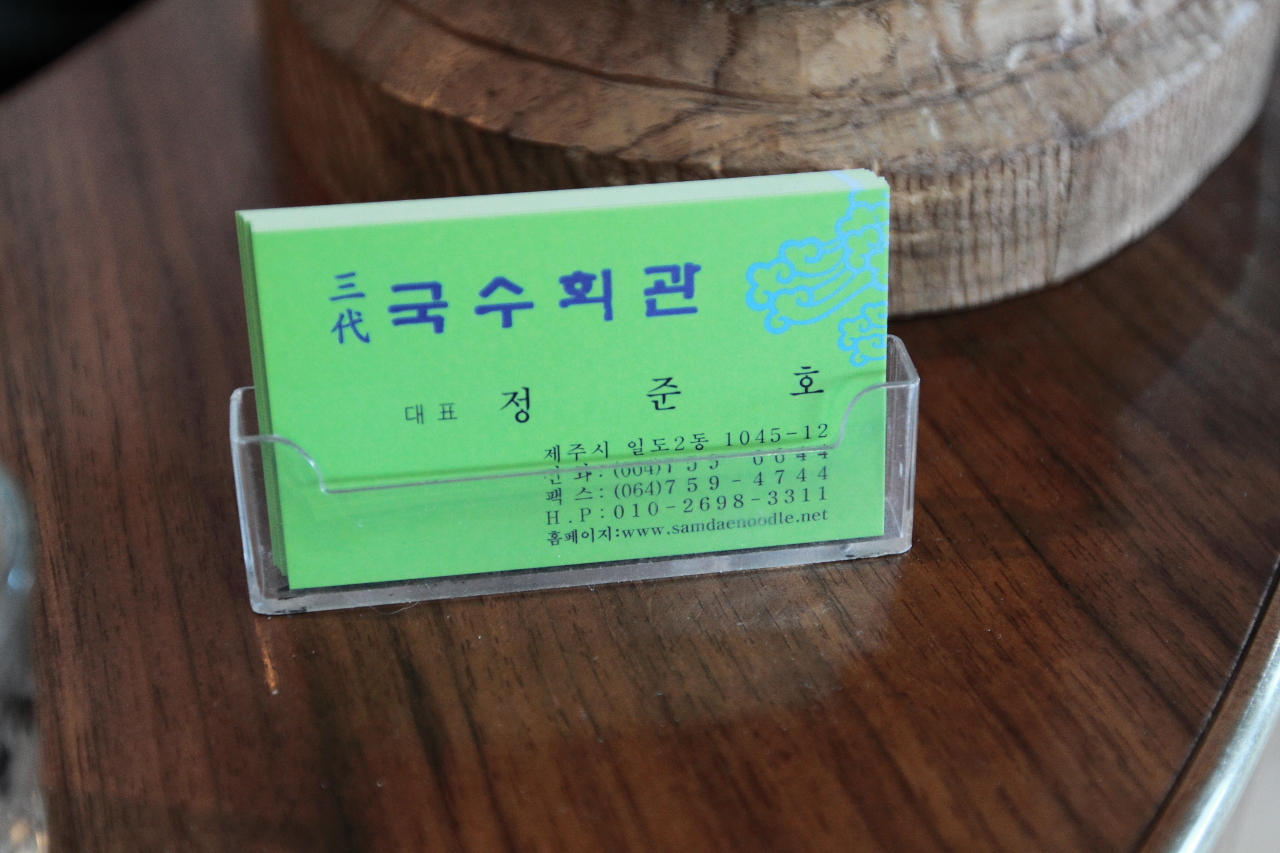 三代 국수회관
대표 정 준 호
제주시 일도2동 1045-12
팩 스 : (064)759-4744
H.P:010-2698-3311
홈페이지:www.samdaenoodle.net